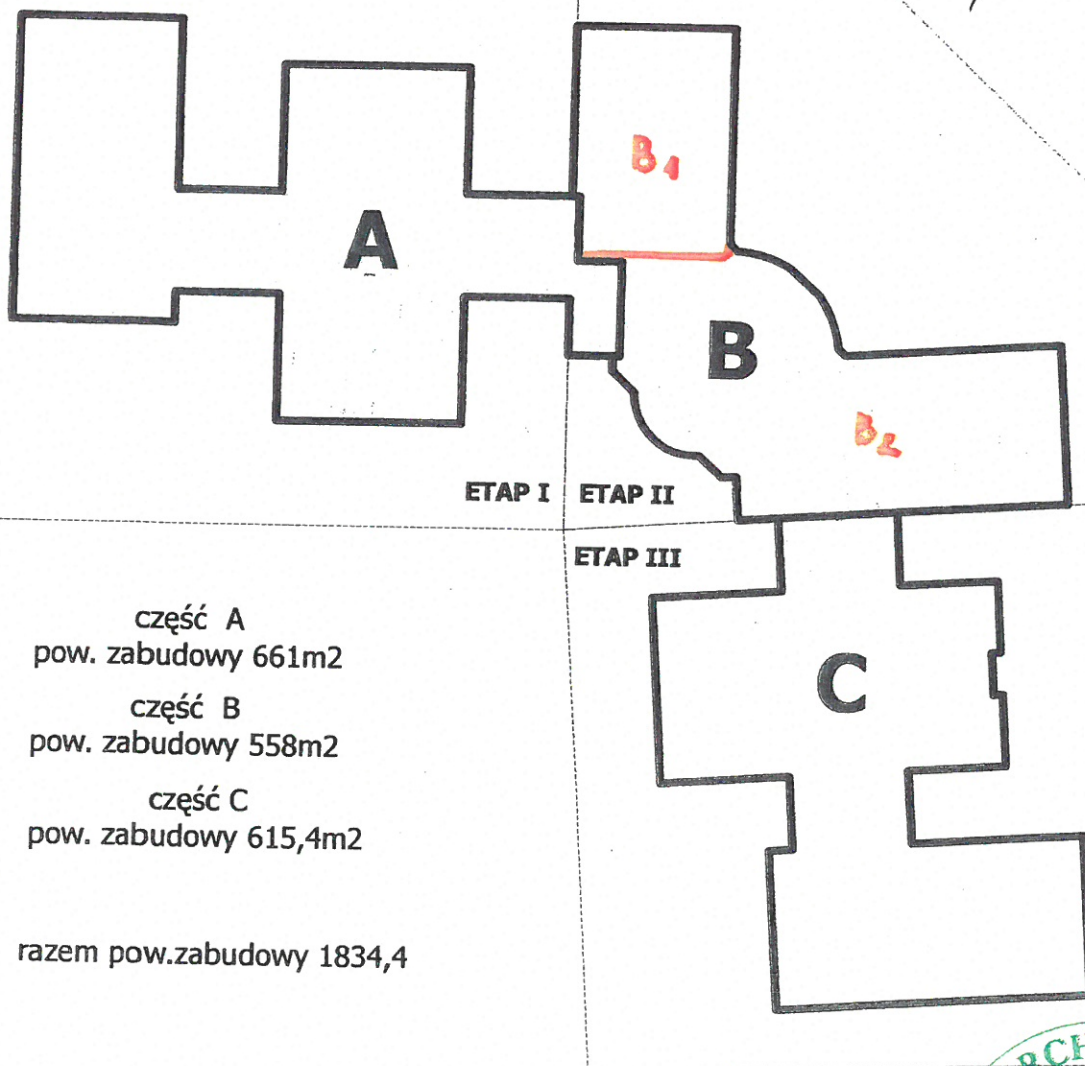 B1
A
B
B2
ETAP I
ETAP II
ETAP III
część A
pow. zabudowy 661m2
część B
pow. zabudowy 558m2
część C
pow. zabudowy 615,4m2
razem pow.zabudowy 1834,4
C